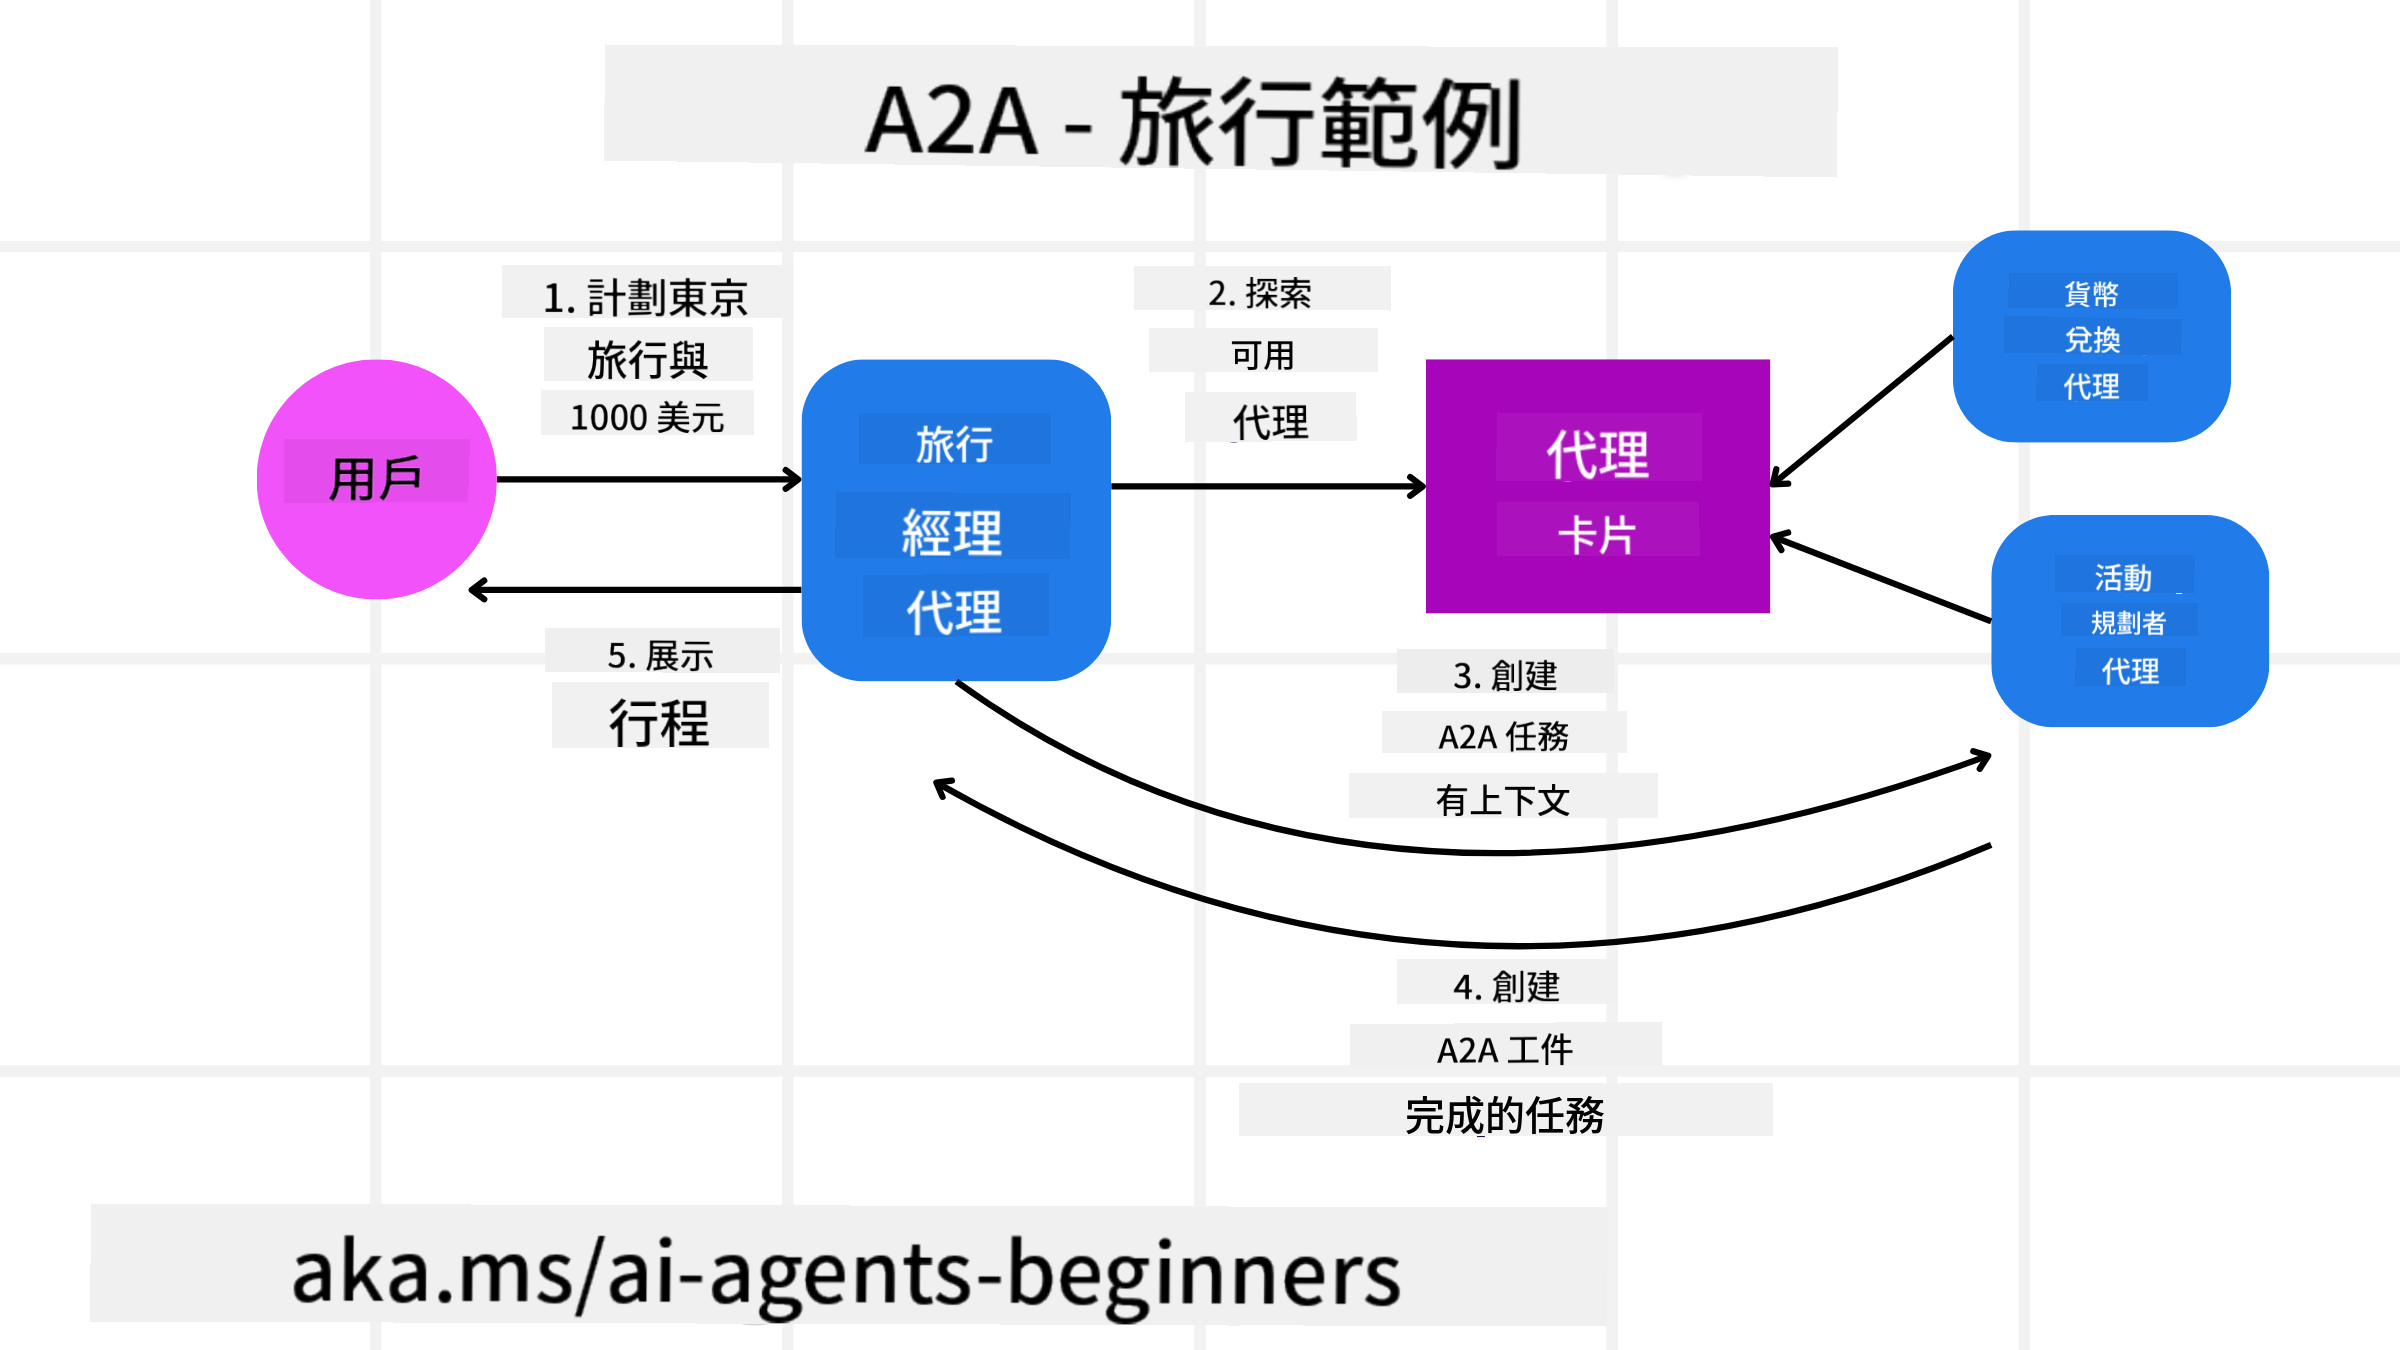 A2A - 旅行範例
1. 計劃東京
旅行與
1000 美元
2. 探索
可用
代理
貨幣
兌換
代理
用戶
旅行
經理
代理
代理
卡片
活動
規劃者
代理
5. 展示
行程
3. 創建
A2A 任務
有上下文
4. 創建
A2A 工件
完成的任務
aka.ms/ai-agents-beginners